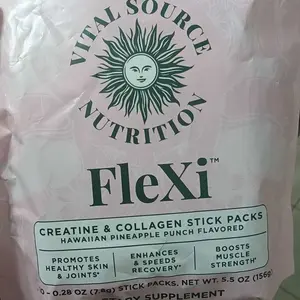 VITAL SOURCE
NUTRITION
FleXi™
CREATINE & COLLAGEN STICK PACKS
HAWAIIAN PINEAPPLE PUNCH FLAVORED
PROMOTES
HEALTHY SKIN
& JOINTS†
ENHANCES
& SPEEDS
RECOVERY†
BOOSTS
MUSCLE
STRENGTH†
0.28 OZ (7.8g) STICK PACKS, NET WT. 5.5 OZ (156g)
DIETARY SUPPLEMENT